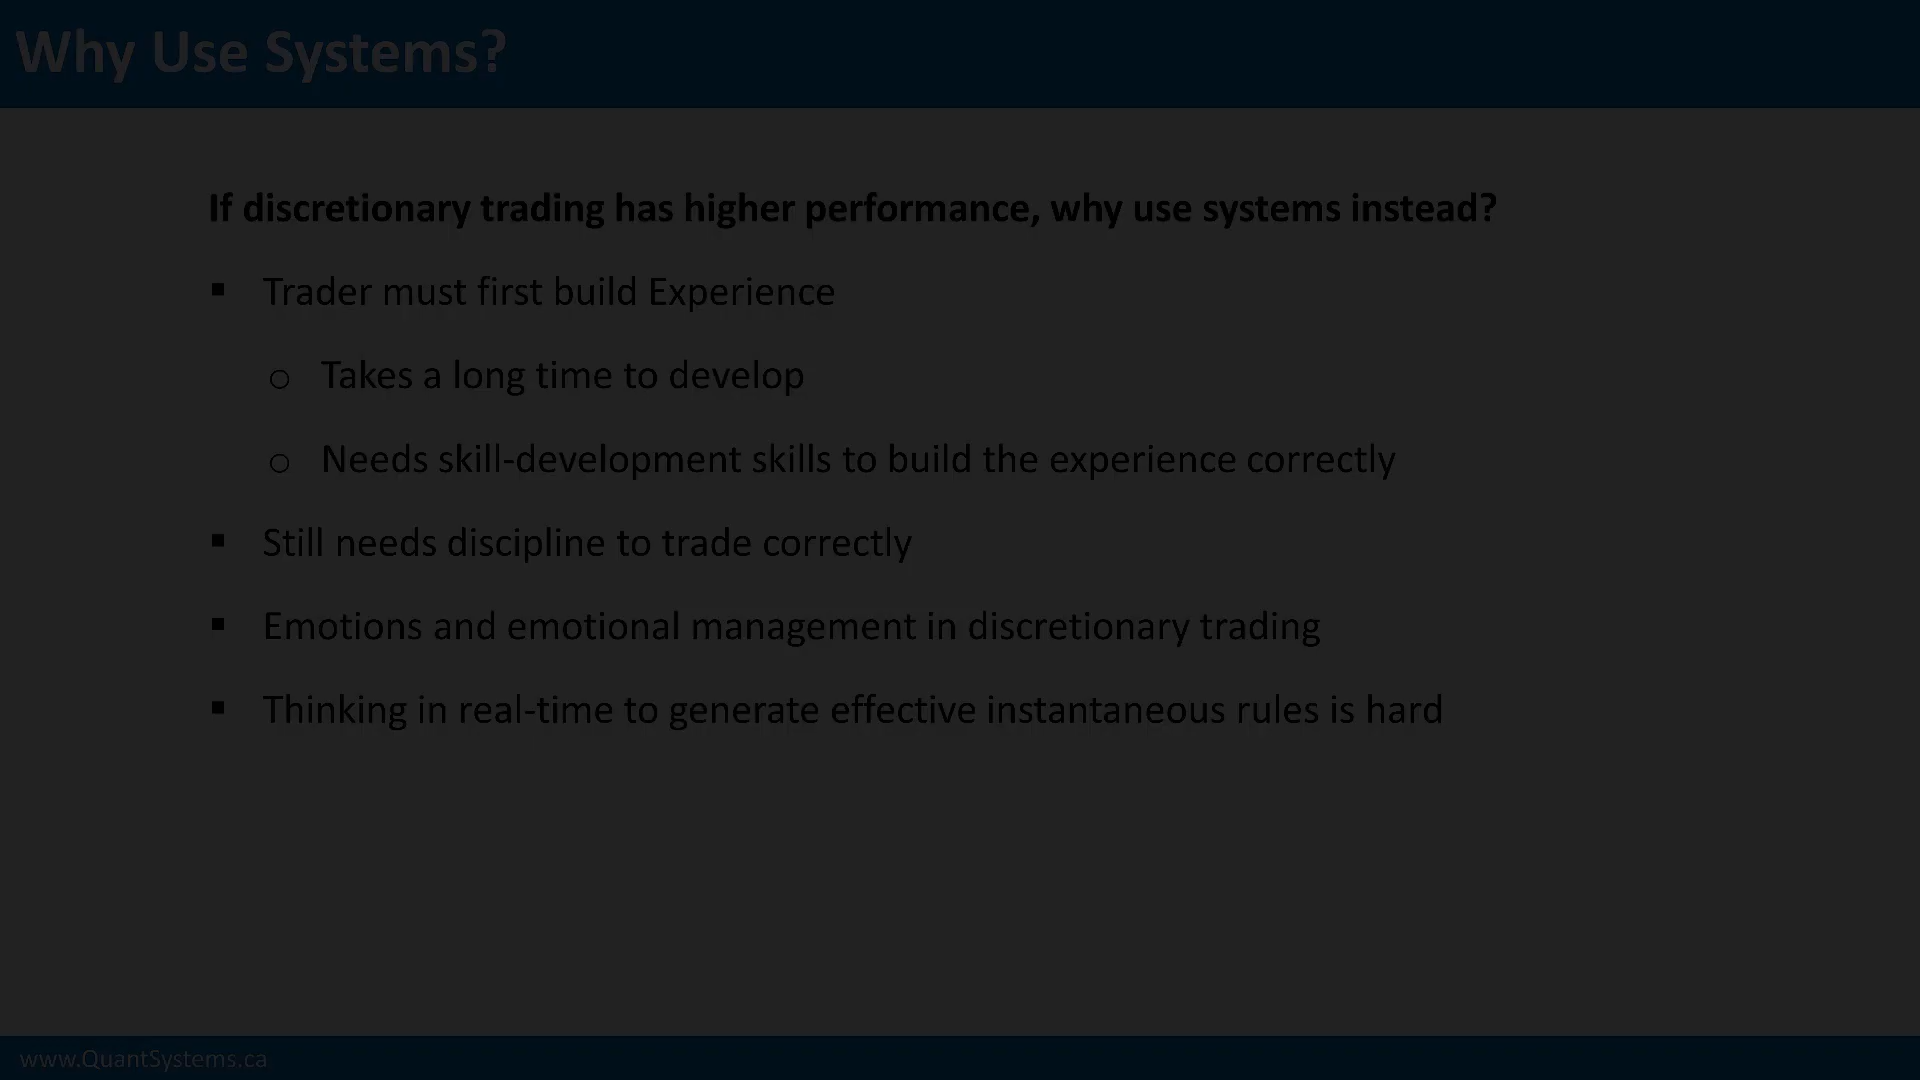 Why Use Systems?
If discretionary trading has higher performance, why use systems instead?
▪ Trader must first build Experience
o Takes a long time to develop
o Needs skill-development skills to build the experience correctly
▪ Still needs discipline to trade correctly
▪ Emotions and emotional management in discretionary trading
▪ Thinking in real-time to generate effective instantaneous rules is hard
www.QuantSystems.ca